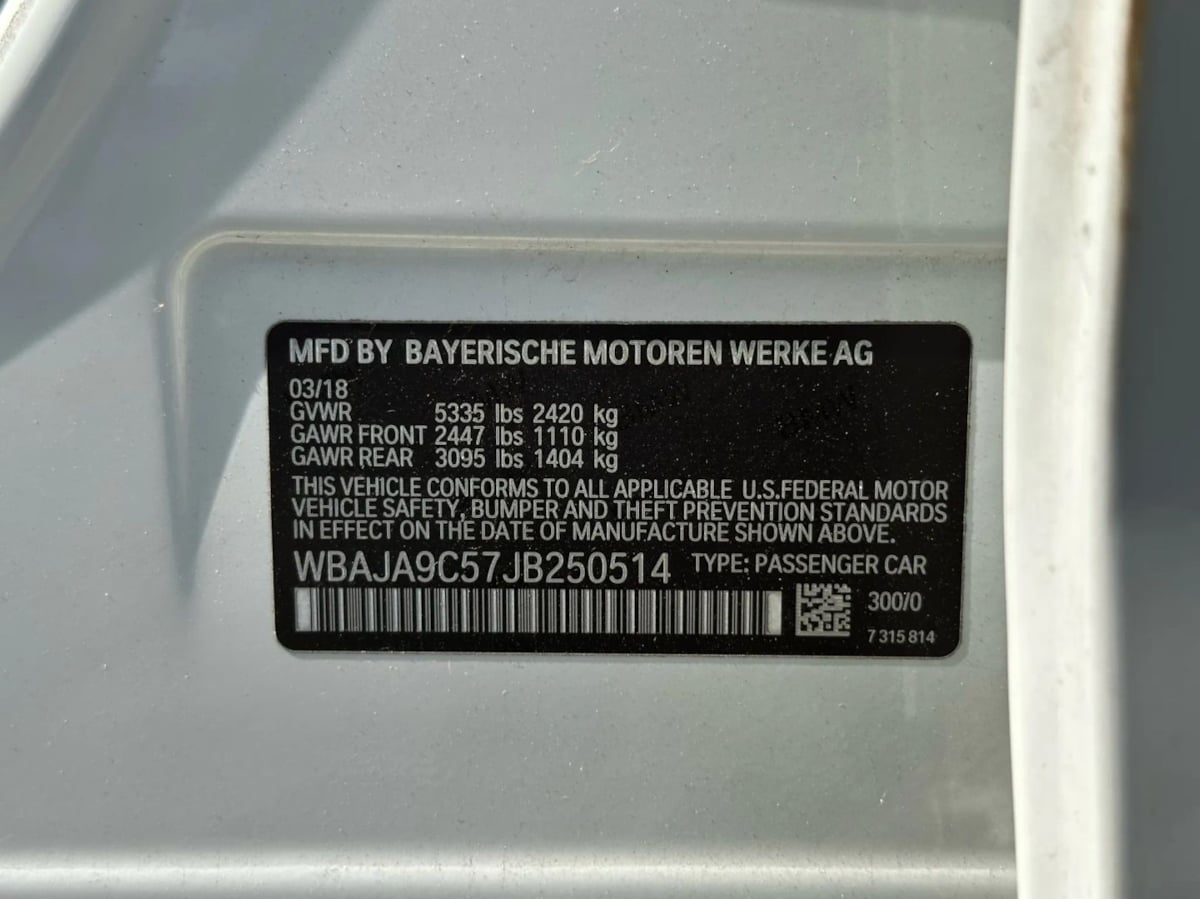 MFD BY BAYERISCHE MOTOREN WERKE AG
03/18
GVWR 5335 lbs 2420 kg
GAWR FRONT 2447 lbs 1110 kg
GAWR REAR 3095 lbs 1404 kg
THIS VEHICLE CONFORMS TO ALL APPLICABLE U.S.FEDERAL MOTOR
VEHICLE SAFETY, BUMPER AND THEFT PREVENTION STANDARDS
IN EFFECT ON THE DATE OF MANUFACTURE SHOWN ABOVE.
WBAJA9C57JB250514 TYPE: PASSENGER CAR
300/0
7 315 814